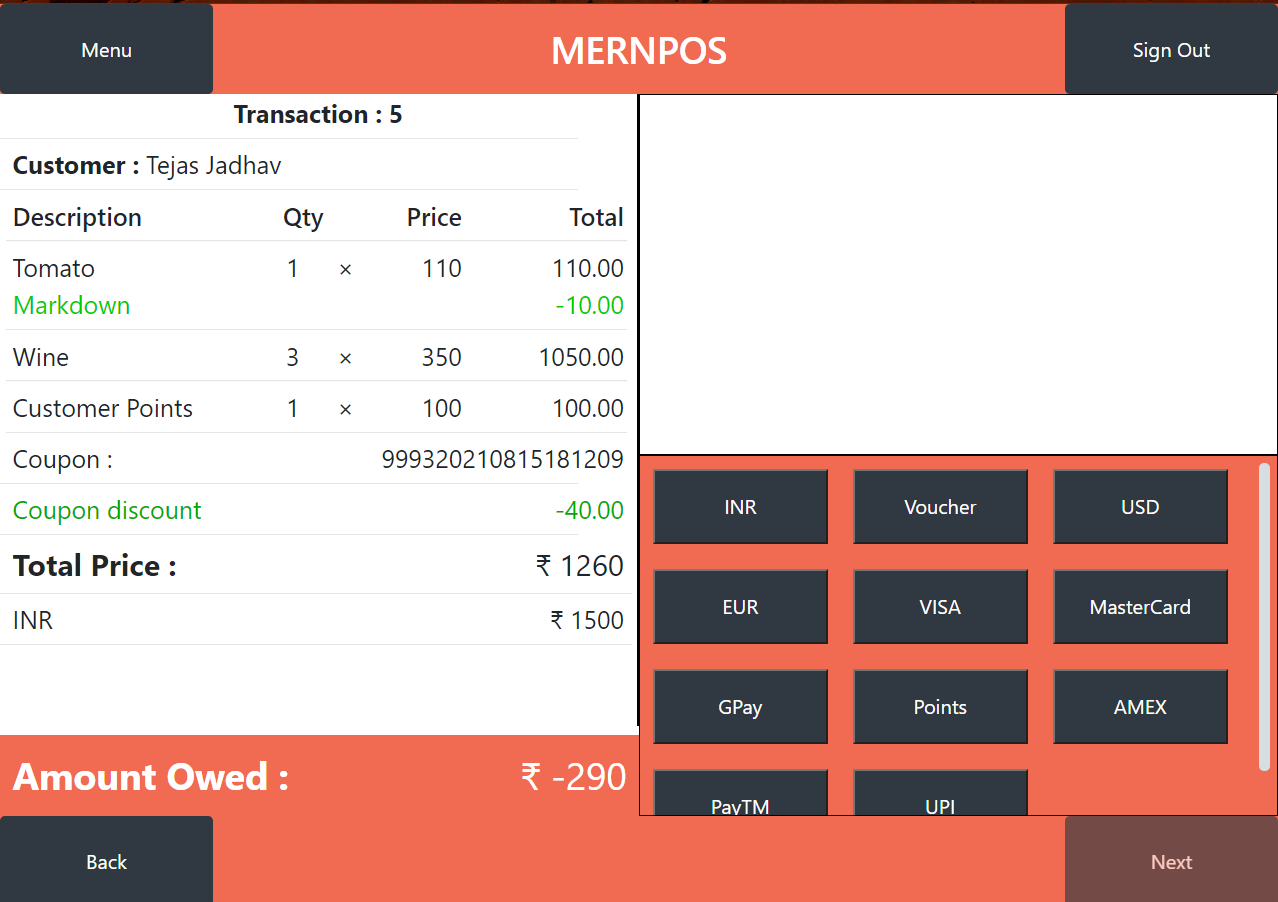 Menu
MERNPOS
Sign Out
Transaction : 5
Customer : Tejas Jadhav
Description Qty Price Total
Tomato 1 × 110 110.00
Markdown -10.00
Wine 3 × 350 1050.00
Customer Points 1 × 100 100.00
Coupon : 999320210815181209
Coupon discount -40.00
Total Price : ₹ 1260
INR ₹ 1500
Amount Owed : ₹ -290
INR Voucher USD
EUR VISA MasterCard
GPay Points AMEX
PayTM UPI
Back
Next